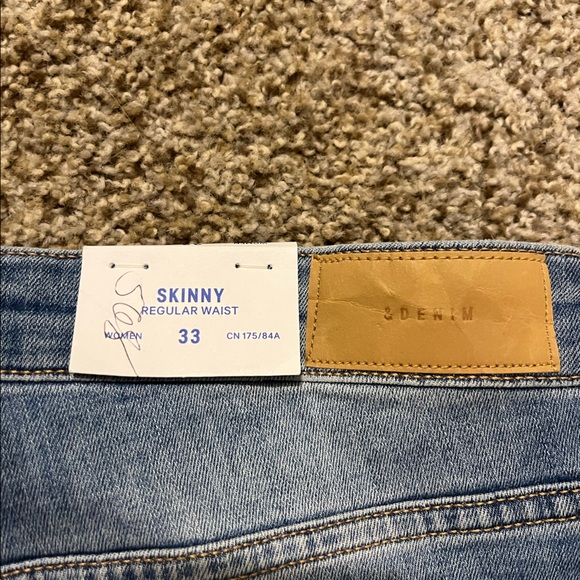 SKINNY
REGULAR WAIST
WOMEN 33 CN 175/84A
&DENIM